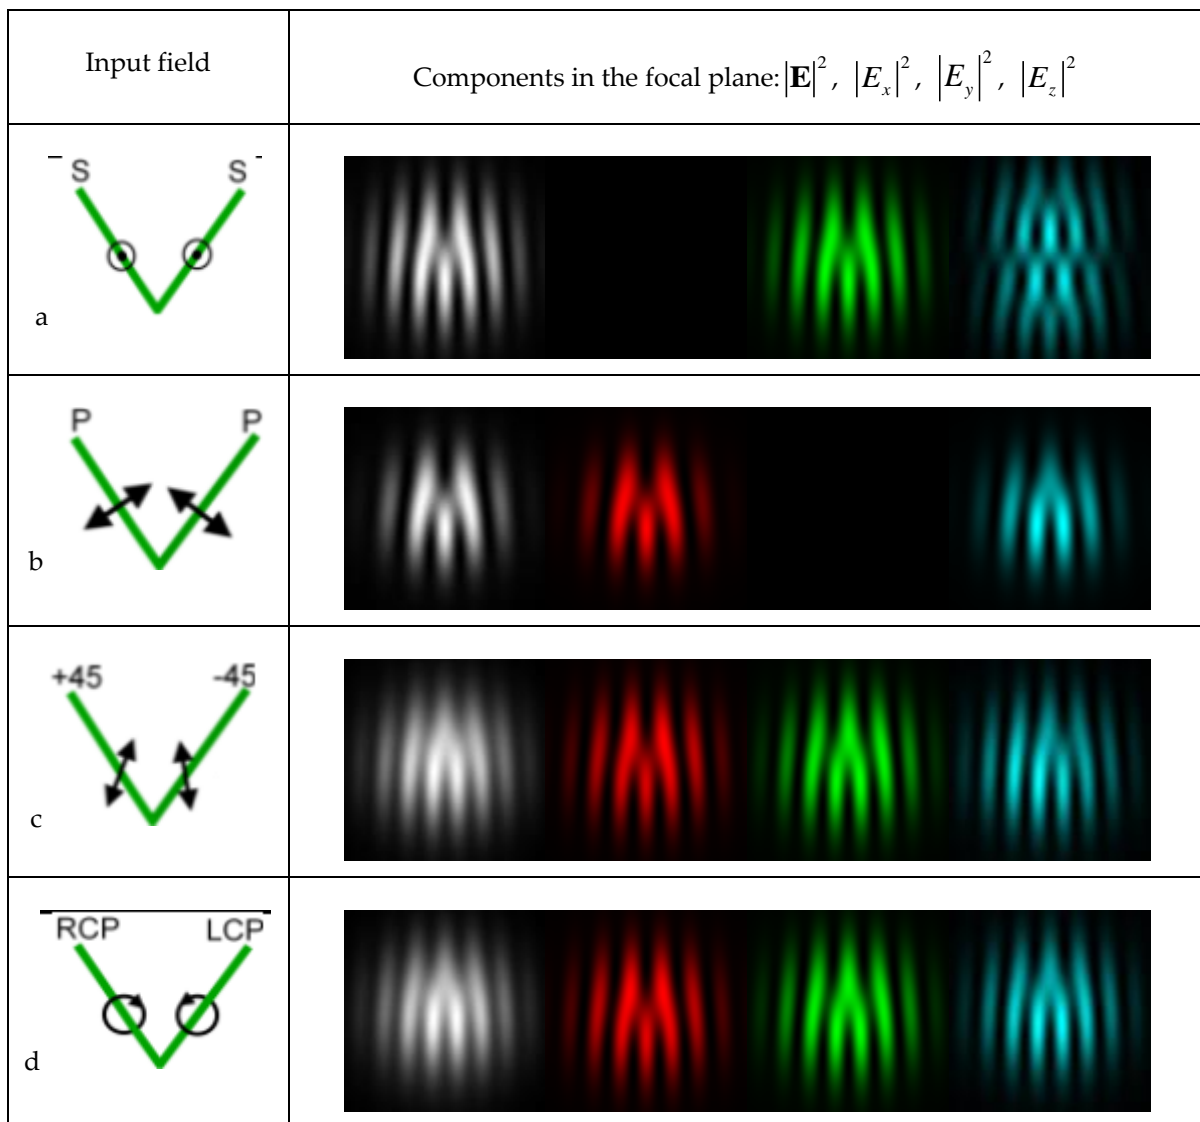 Input field
Components in the focal plane: |E|², |Eₓ|², |E_y|², |E_z|²
S S
a
P P
b
+45 -45
c
RCP LCP
d